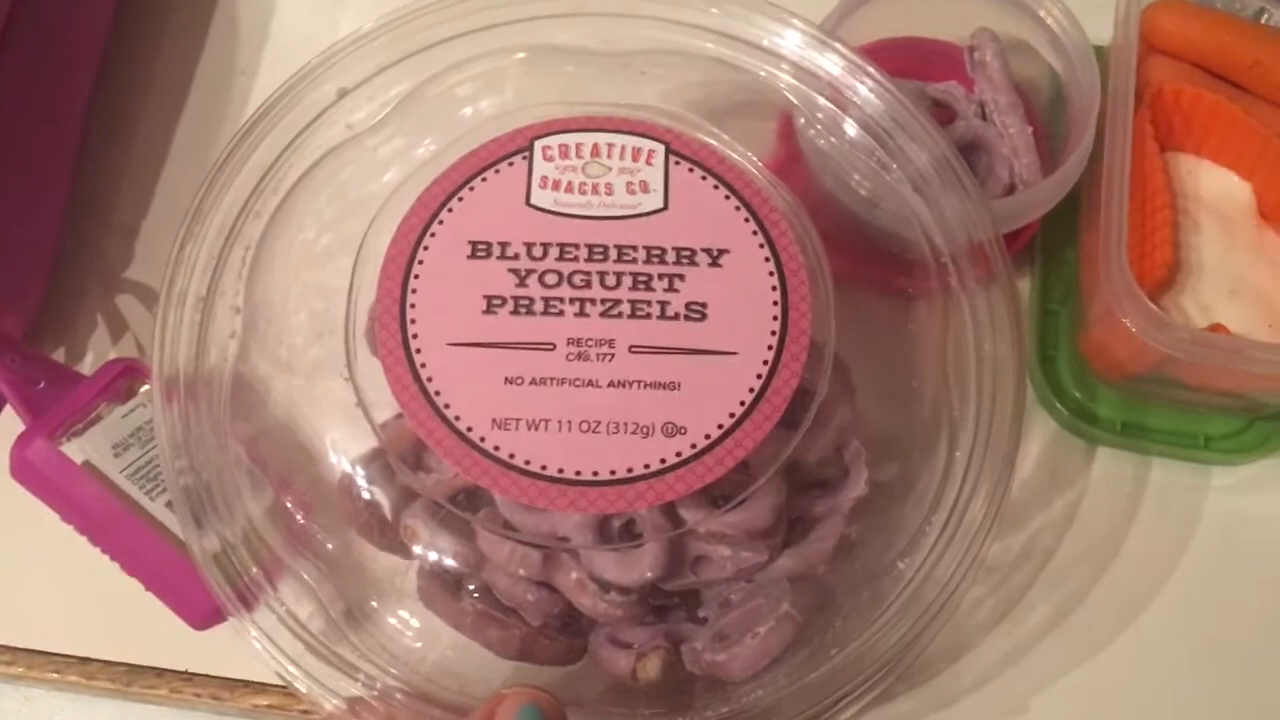 CREATIVE
SNACKS CO.
Naturally Delicious
BLUEBERRY
YOGURT
PRETZELS
RECIPE
No. 177
NO ARTIFICIAL ANYTHING!
NET WT 11 OZ (312g) UD